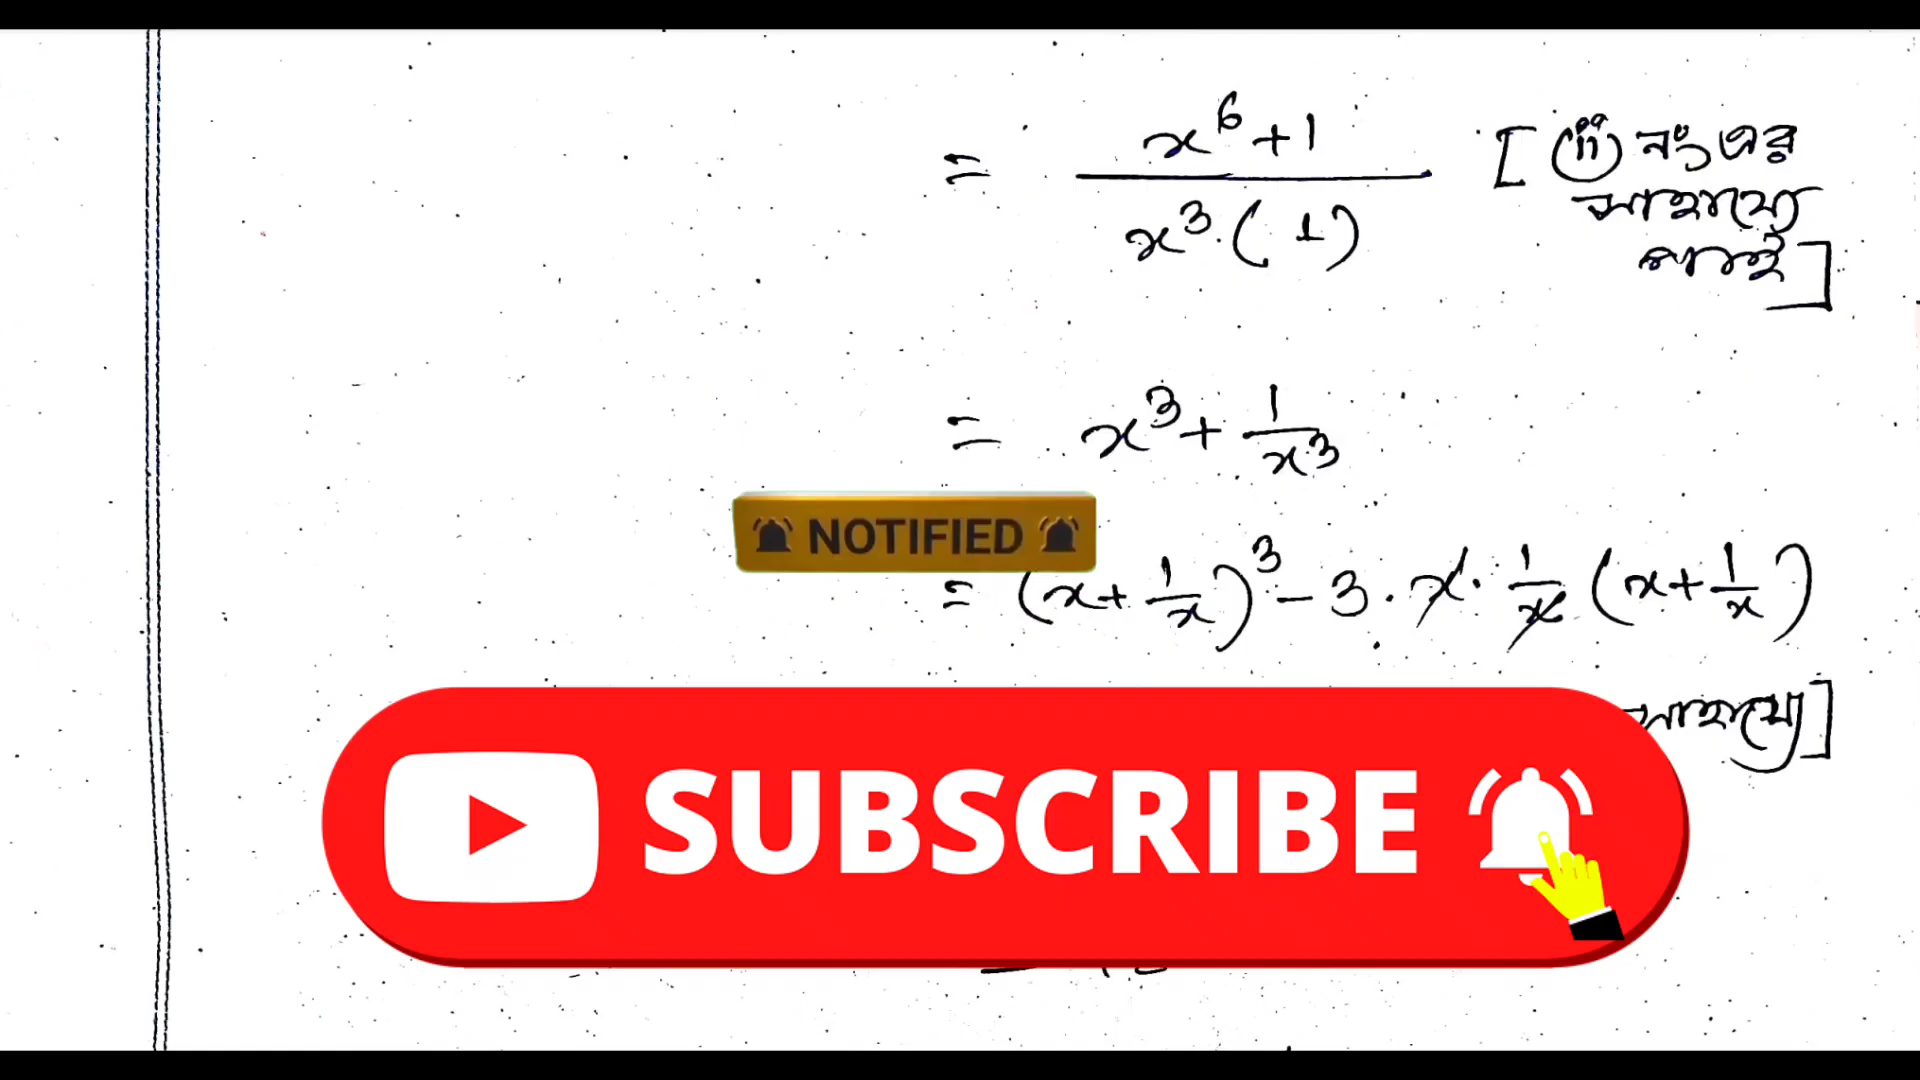 = x⁶+1 / x³·(1) [(ii) নং এর
সাহায্যে
পাই]
= x³ + 1/x³
NOTIFIED
= (x + 1/x)³ - 3 · x · 1/x (x + 1/x)
সাহায্যে]
SUBSCRIBE